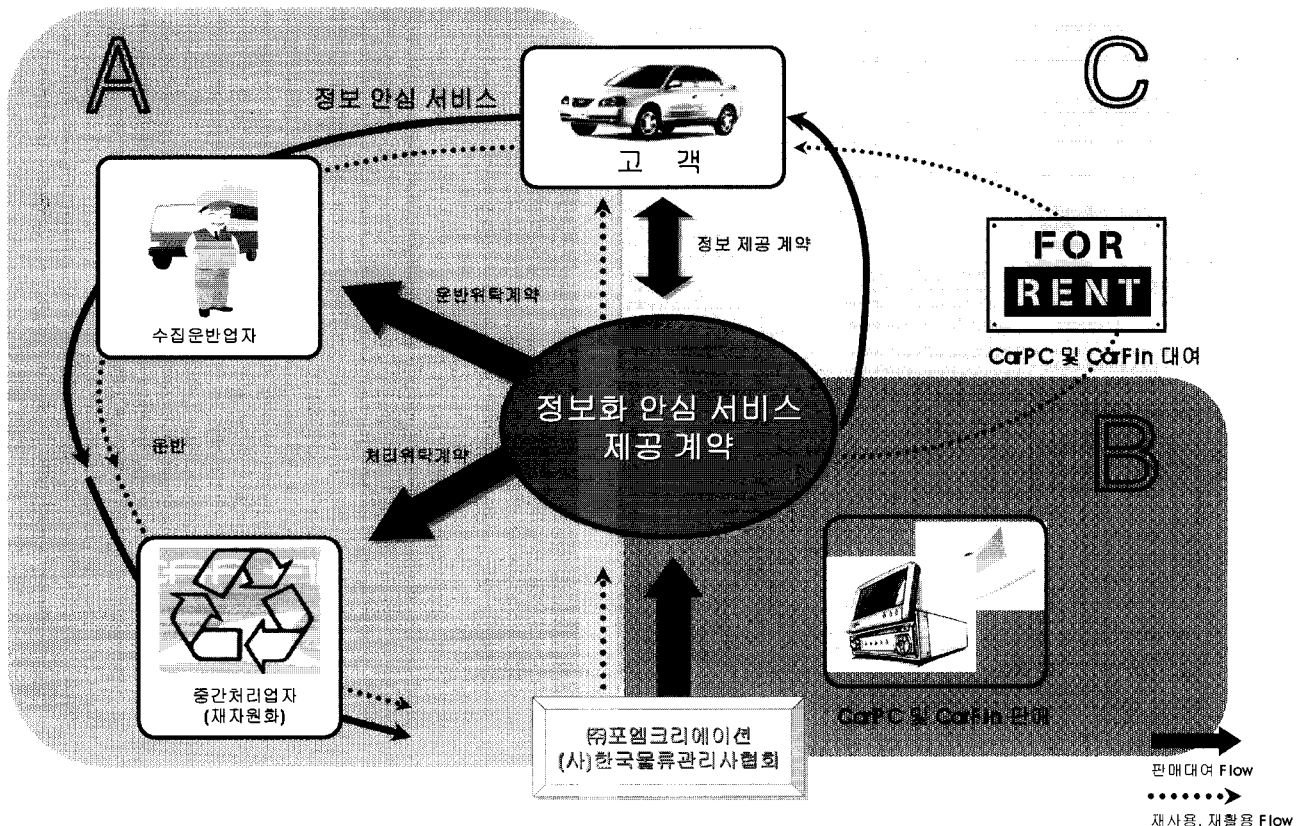 A
C
정보 안심 서비스
고 객
정보 제공 계약
FOR
RENT
운반위탁계약
수집운반업자
CarPC 및 CarFin 대여
정보화 안심 서비스
제공 계약
B
운반
처리위탁계약
중간처리업자
(재자원화)
CarPC 및 CarFin 판매
㈜포엠크리에이션
(사)한국물류관리사협회
판매대여 Flow
재사용, 재활용 Flow